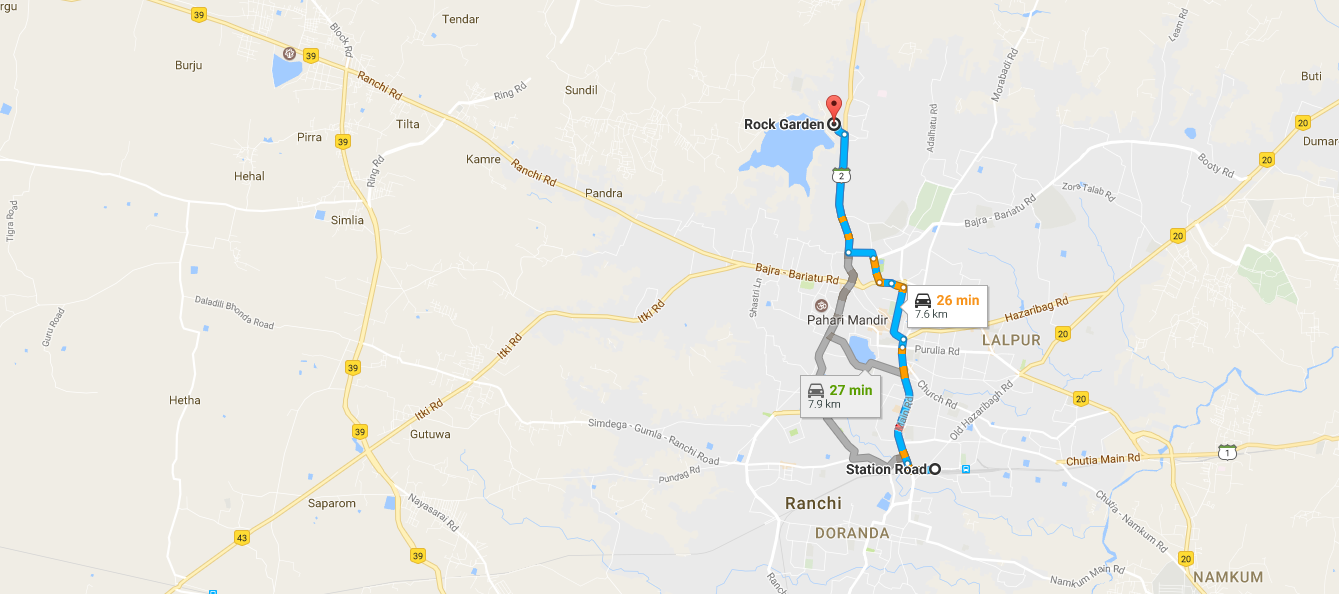 rgu
39
Tendar
Block Rd
Team Rd
39
Burju
Ranchi Rd
Morabadi Rd
Buti
Ring Rd
Sundil
Tilta
Rock Garden
Adalhatu Rd
20
Pirra
39
Dumar
Kamre
Ranchi Rd
20
Booty Rd
Ring Rd
Hehal
2
Pandra
Zora Talab Rd
Tigra Road
Simlia
Bajra - Bariatu Rd
20
Bajra - Bariatu Rd
Shastri Ln
26 min
7.6 km
Daladili Bhonda Road
Itki Rd
Pahari Mandir
Hazaribag Rd
Guru Road
Itki Rd
Purulia Rd
LALPUR
20
39
27 min
7.9 km
Church Rd
Hetha
Itki Rd
Main Rd
Old Hazaribagh Rd
20
39
Gutuwa
Simdega - Gumla - Ranchi Road
1
Chutia Main Rd
Station Road
Pundag Rd
Saparom
Nayasarai Rd
Ranchi
Chutia - Namkum Rd
43
DORANDA
39
20
Namkum Main Rd
NAMKUM